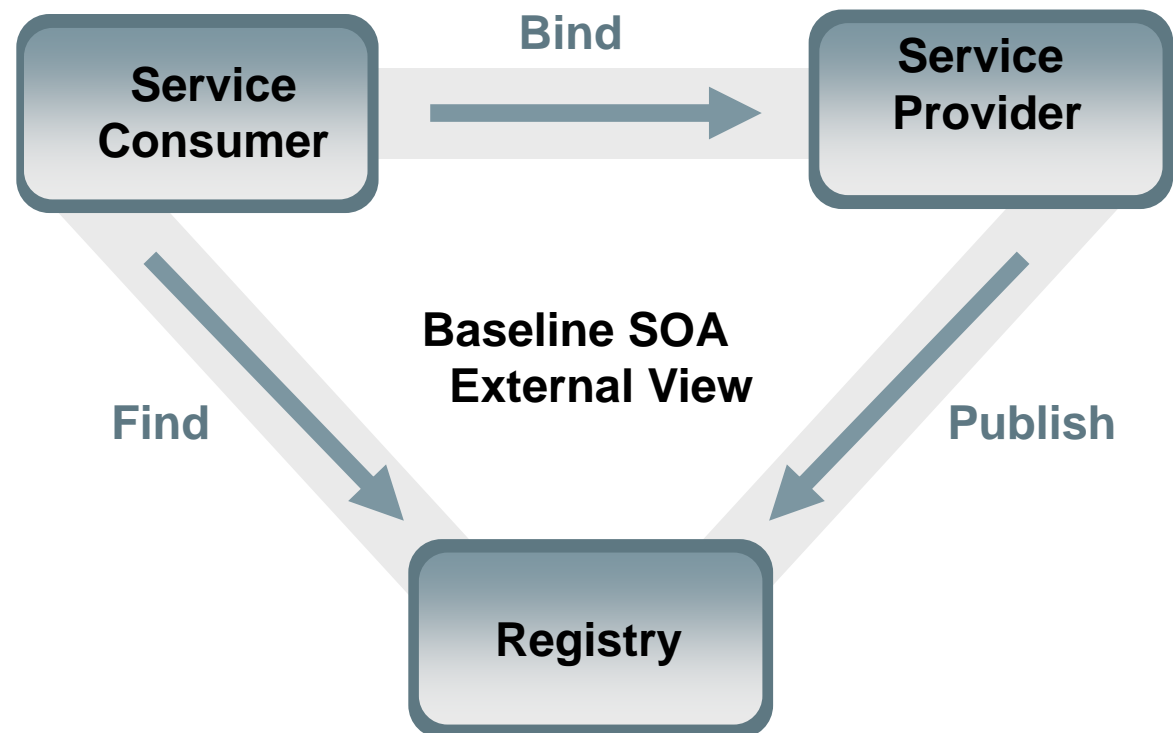 Bind
Service
Consumer
Service
Provider
Baseline SOA
External View
Find
Publish
Registry